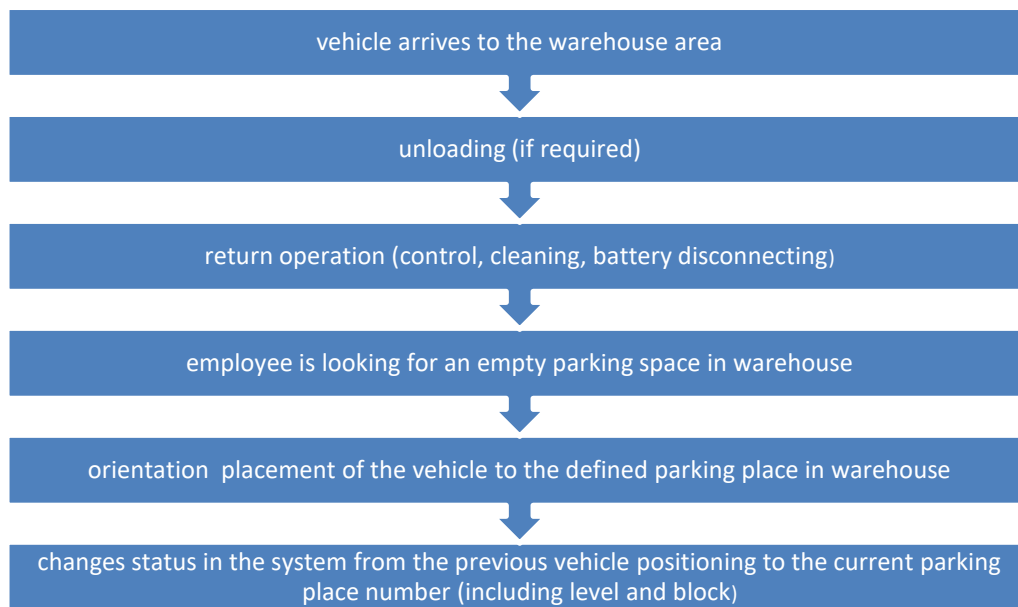 vehicle arrives to the warehouse area
unloading (if required)
return operation (control, cleaning, battery disconnecting)
employee is looking for an empty parking space in warehouse
orientation  placement of the vehicle to the defined parking place in warehouse
changes status in the system from the previous vehicle positioning to the current parking
place number (including level and block)